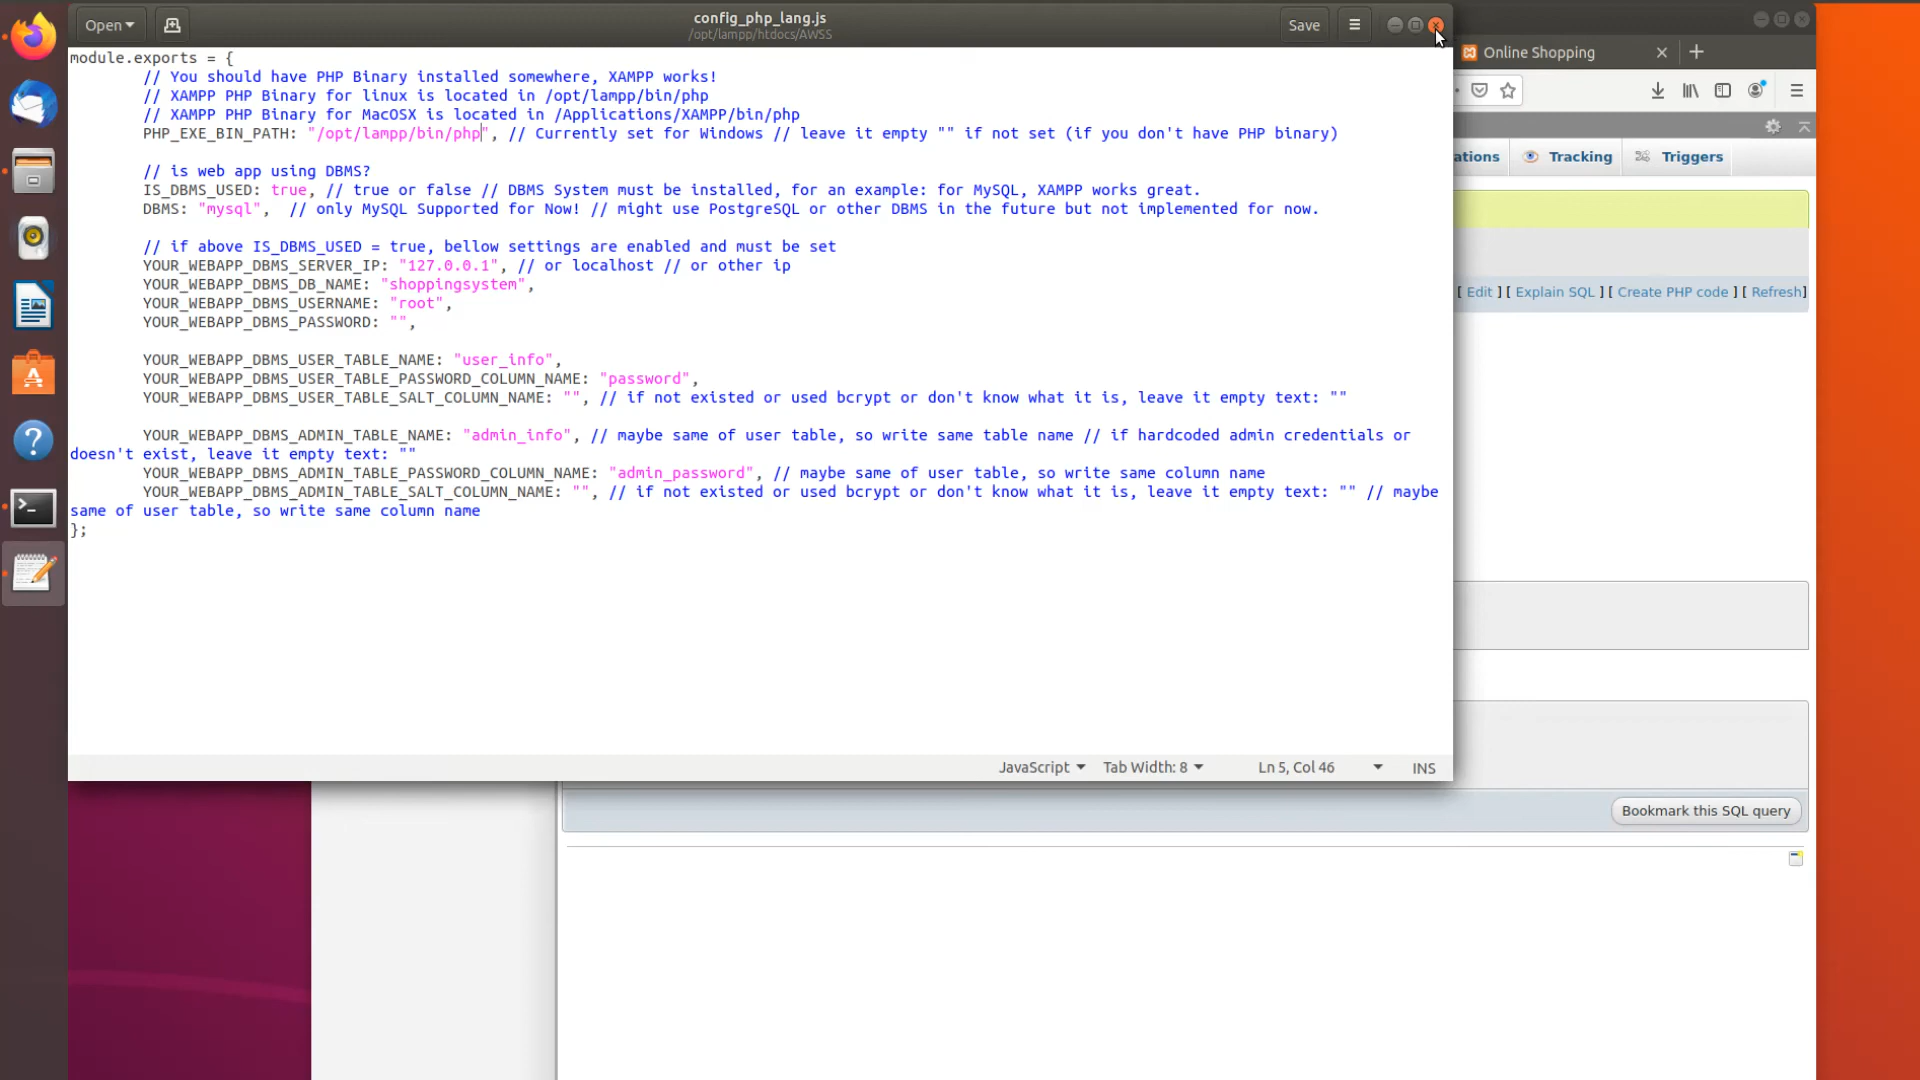 Open
config_php_lang.js
/opt/lampp/htdocs/AWSS
Save
module.exports = {
// You should have PHP Binary installed somewhere, XAMPP works!
// XAMPP PHP Binary for linux is located in /opt/lampp/bin/php
// XAMPP PHP Binary for MacOSX is located in /Applications/XAMPP/bin/php
PHP_EXE_BIN_PATH: "/opt/lampp/bin/php", // Currently set for Windows // leave it empty "" if not set (if you don't have PHP binary)
// is web app using DBMS?
IS_DBMS_USED: true, // true or false // DBMS System must be installed, for an example: for MySQL, XAMPP works great.
DBMS: "mysql", // only MySQL Supported for Now! // might use PostgreSQL or other DBMS in the future but not implemented for now.
// if above IS_DBMS_USED = true, bellow settings are enabled and must be set
YOUR_WEBAPP_DBMS_SERVER_IP: "127.0.0.1", // or localhost // or other ip
YOUR_WEBAPP_DBMS_DB_NAME: "shoppingsystem",
YOUR_WEBAPP_DBMS_USERNAME: "root",
YOUR_WEBAPP_DBMS_PASSWORD: "",
YOUR_WEBAPP_DBMS_USER_TABLE_NAME: "user_info",
YOUR_WEBAPP_DBMS_USER_TABLE_PASSWORD_COLUMN_NAME: "password",
YOUR_WEBAPP_DBMS_USER_TABLE_SALT_COLUMN_NAME: "", // if not existed or used bcrypt or don't know what it is, leave it empty text: ""
YOUR_WEBAPP_DBMS_ADMIN_TABLE_NAME: "admin_info", // maybe same of user table, so write same table name // if hardcoded admin credentials or
doesn't exist, leave it empty text: ""
YOUR_WEBAPP_DBMS_ADMIN_TABLE_PASSWORD_COLUMN_NAME: "admin_password", // maybe same of user table, so write same column name
YOUR_WEBAPP_DBMS_ADMIN_TABLE_SALT_COLUMN_NAME: "", // if not existed or used bcrypt or don't know what it is, leave it empty text: "" // maybe
same of user table, so write same column name
};
JavaScript Tab Width: 8 Ln 5, Col 46 INS
Online Shopping
ations Tracking Triggers
[ Edit ] [ Explain SQL ] [ Create PHP code ] [ Refresh]
Bookmark this SQL query